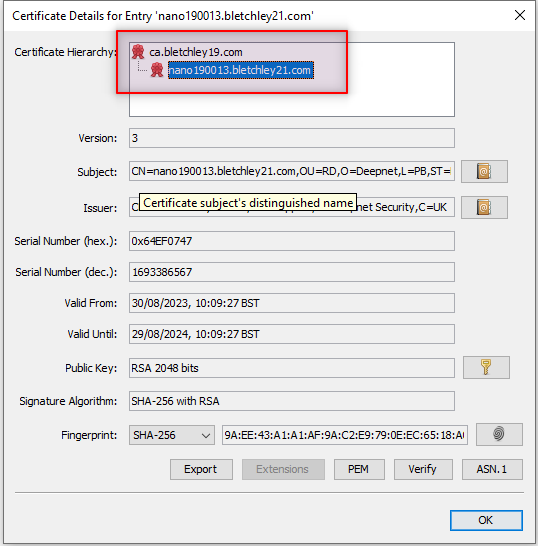 Certificate Details for Entry 'nano190013.bletchley21.com'
Certificate Hierarchy:
ca.bletchley19.com
nano190013.bletchley21.com
Version: 3
Subject: CN=nano190013.bletchley21.com,OU=RD,O=Deepnet,L=PB,ST=
Certificate subject's distinguished name
Issuer: net Security,C=UK
Serial Number (hex.): 0x64EF0747
Serial Number (dec.): 1693386567
Valid From: 30/08/2023, 10:09:27 BST
Valid Until: 29/08/2024, 10:09:27 BST
Public Key: RSA 2048 bits
Signature Algorithm: SHA-256 with RSA
Fingerprint: SHA-256 9A:EE:43:A1:A1:AF:9A:C2:E9:79:0E:EC:65:18:A
Export Extensions PEM Verify ASN.1
OK